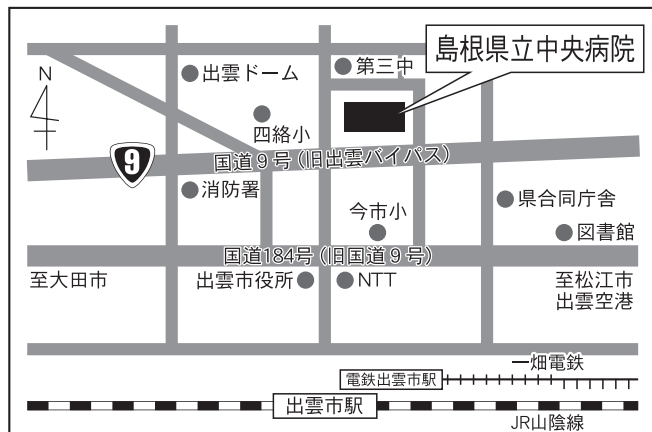 島根県立中央病院
N
出雲ドーム
第三中
四絡小
国道9号(旧出雲バイパス)
9
消防署
県合同庁舎
今市小
図書館
国道184号(旧国道9号)
至大田市
出雲市役所
NTT
至松江市
出雲空港
一畑電鉄
電鉄出雲市駅
出雲市駅
JR山陰線